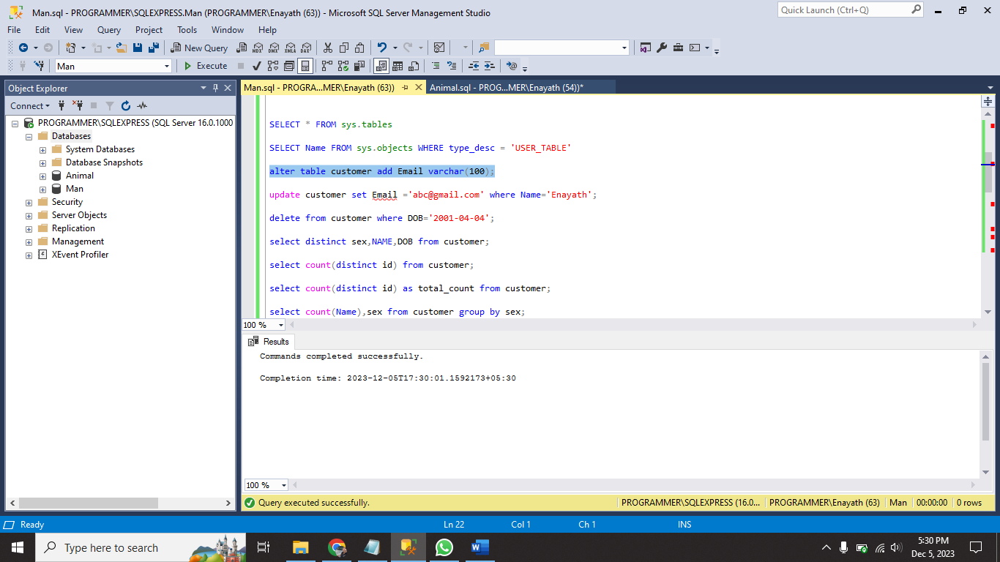 Man.sql - PROGRAMMER\SQLEXPRESS.Man (PROGRAMMER\Enayath (63)) - Microsoft SQL Server Management Studio
Quick Launch (Ctrl+Q)
File Edit View Query Project Tools Window Help
New Query MDX DMX XMLA DAX
Man Execute
Object Explorer
Connect
PROGRAMMER\SQLEXPRESS (SQL Server 16.0.1000
Databases
System Databases
Database Snapshots
Animal
Man
Security
Server Objects
Replication
Management
XEvent Profiler
Man.sql - PROGRA...MER\Enayath (63)) Animal.sql - PROG...MER\Enayath (54))*
SELECT * FROM sys.tables
SELECT Name FROM sys.objects WHERE type_desc = 'USER_TABLE'
alter table customer add Email varchar(100);
update customer set Email ='abc@gmail.com' where Name='Enayath';
delete from customer where DOB='2001-04-04';
select distinct sex,NAME,DOB from customer;
select count(distinct id) from customer;
select count(distinct id) as total_count from customer;
select count(Name),sex from customer group by sex;
100 %
Results
Commands completed successfully.
Completion time: 2023-12-05T17:30:01.1592173+05:30
100 %
Query executed successfully. PROGRAMMER\SQLEXPRESS (16.0... PROGRAMMER\Enayath (63) Man 00:00:00 0 rows
Ready Ln 22 Col 1 Ch 1 INS
Type here to search
5:30 PM
Dec 5, 2023